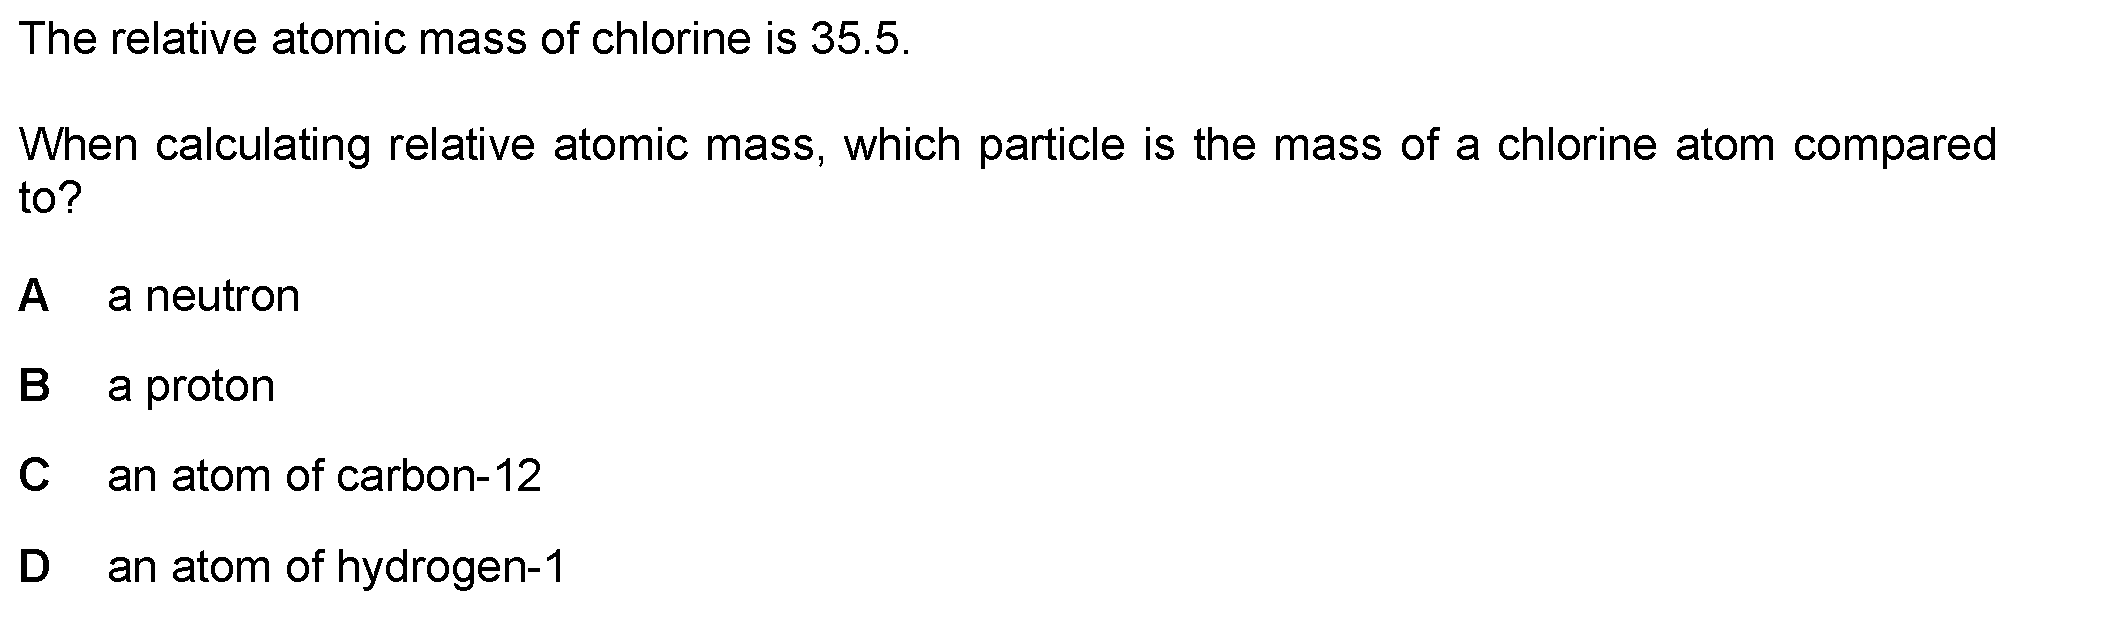 The relative atomic mass of chlorine is 35.5.
When calculating relative atomic mass, which particle is the mass of a chlorine atom compared
to?
A a neutron
B a proton
C an atom of carbon-12
D an atom of hydrogen-1